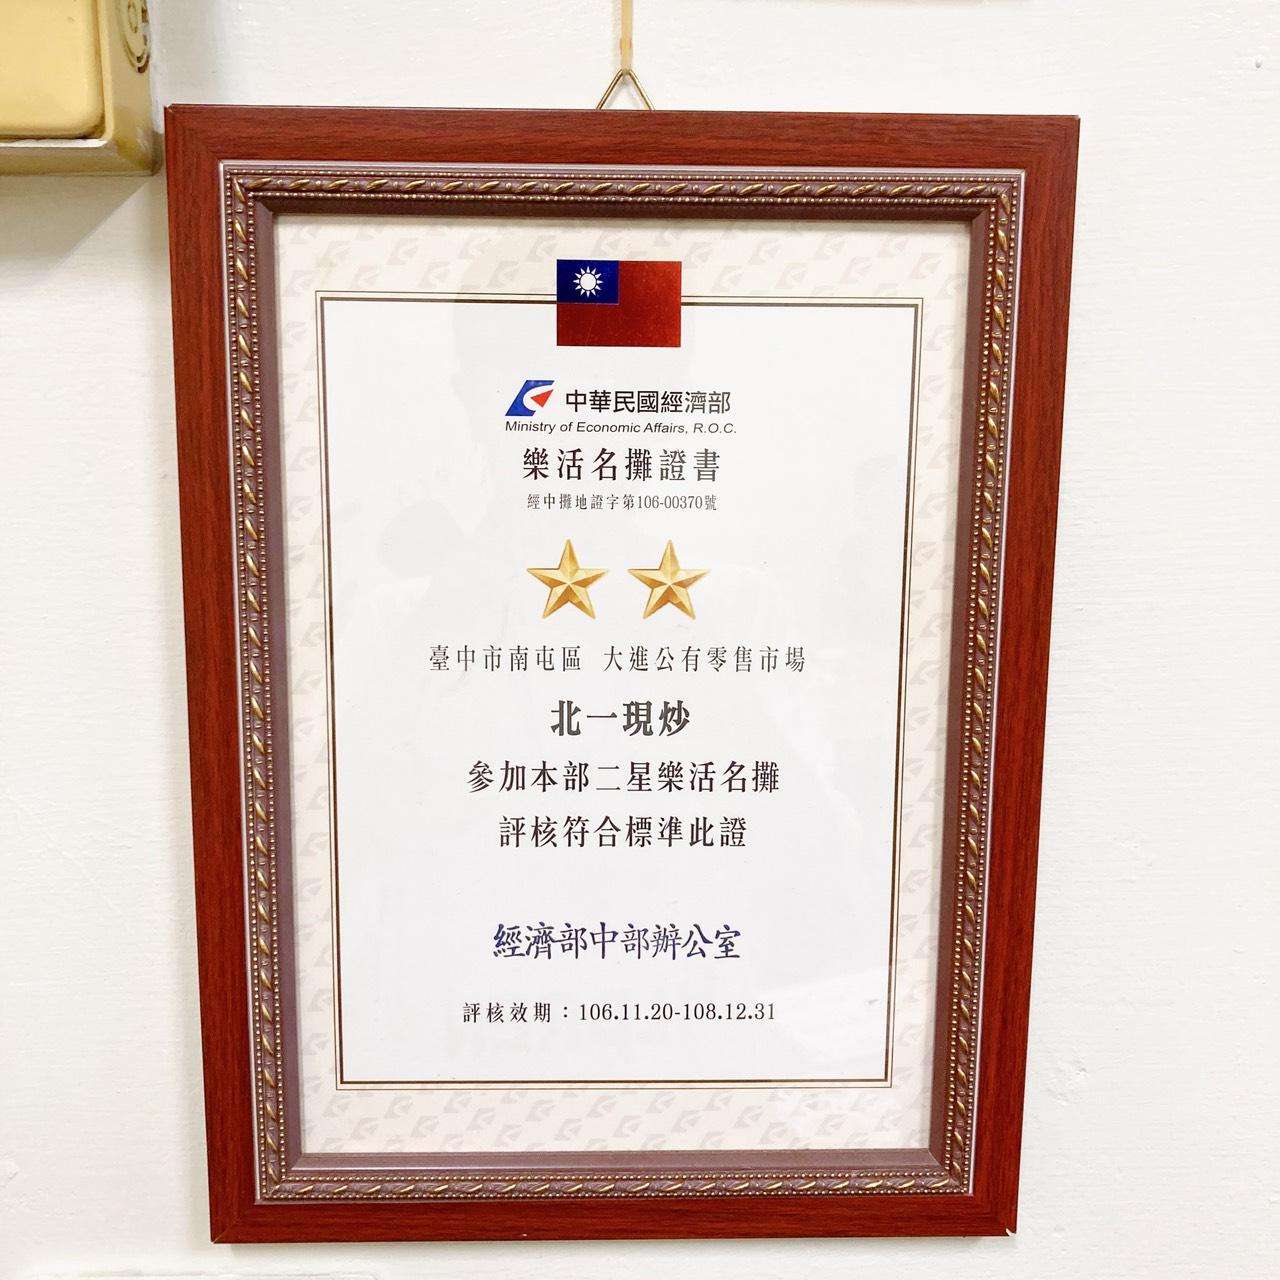 中華民國經濟部
Ministry of Economic Affairs, R.O.C.
樂活名攤證書
經中攤地證字第106-00370號
臺中市南屯區 大進公有零售市場
北一現炒
參加本部二星樂活名攤
評核符合標準此證
經濟部中部辦公室
評核效期：106.11.20-108.12.31